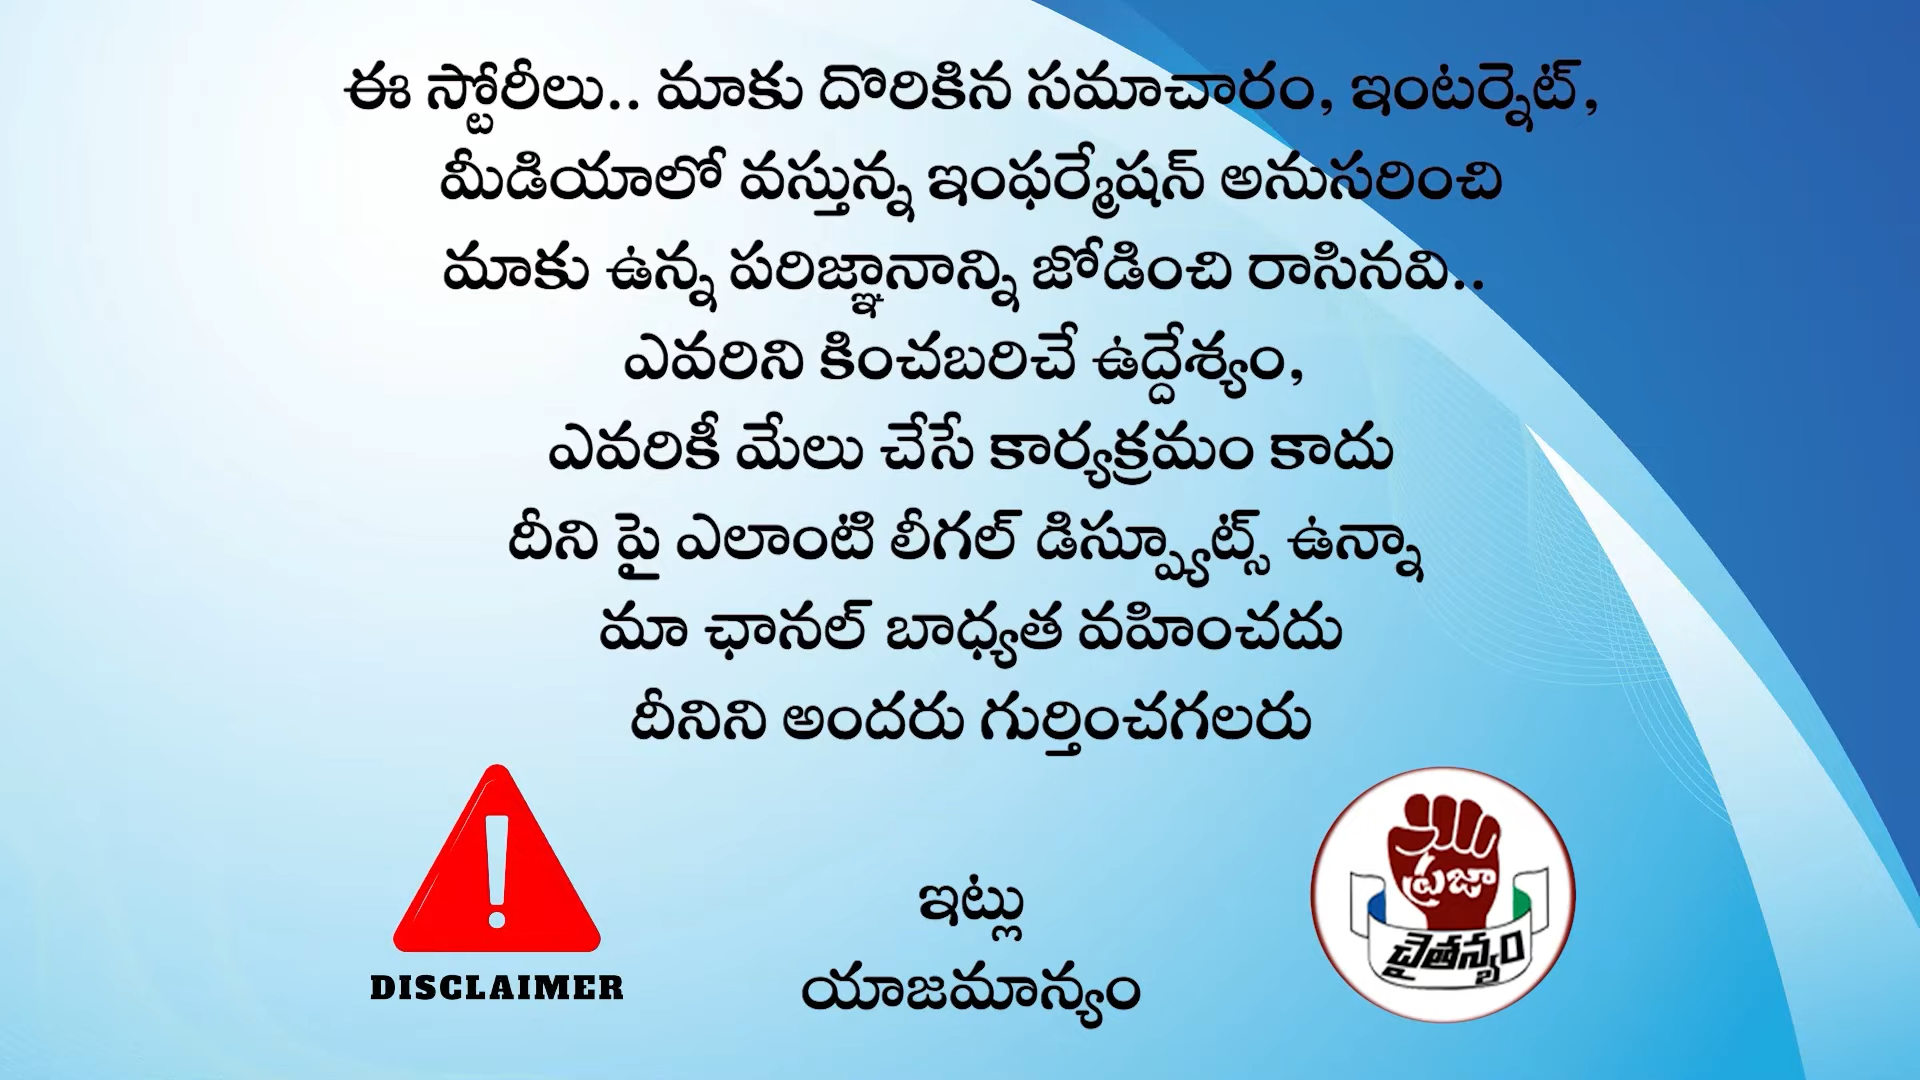 ఈ స్టోరీలు.. మాకు దొరికిన సమాచారం, ఇంటర్నెట్,
మీడియాలో వస్తున్న ఇంఫర్మేషన్ అనుసరించి
మాకు ఉన్న పరిజ్ఞానాన్ని జోడించి రాసినవి..
ఎవరిని కించబరిచే ఉద్దేశ్యం,
ఎవరికీ మేలు చేసే కార్యక్రమం కాదు
దీని పై ఎలాంటి లీగల్ డిస్ప్యూట్స్ ఉన్నా
మా ఛానల్ బాధ్యత వహించదు
దీనిని అందరు గుర్తించగలరు
DISCLAIMER
ఇట్లు
యాజమాన్యం
ప్రజా
చైతన్యం